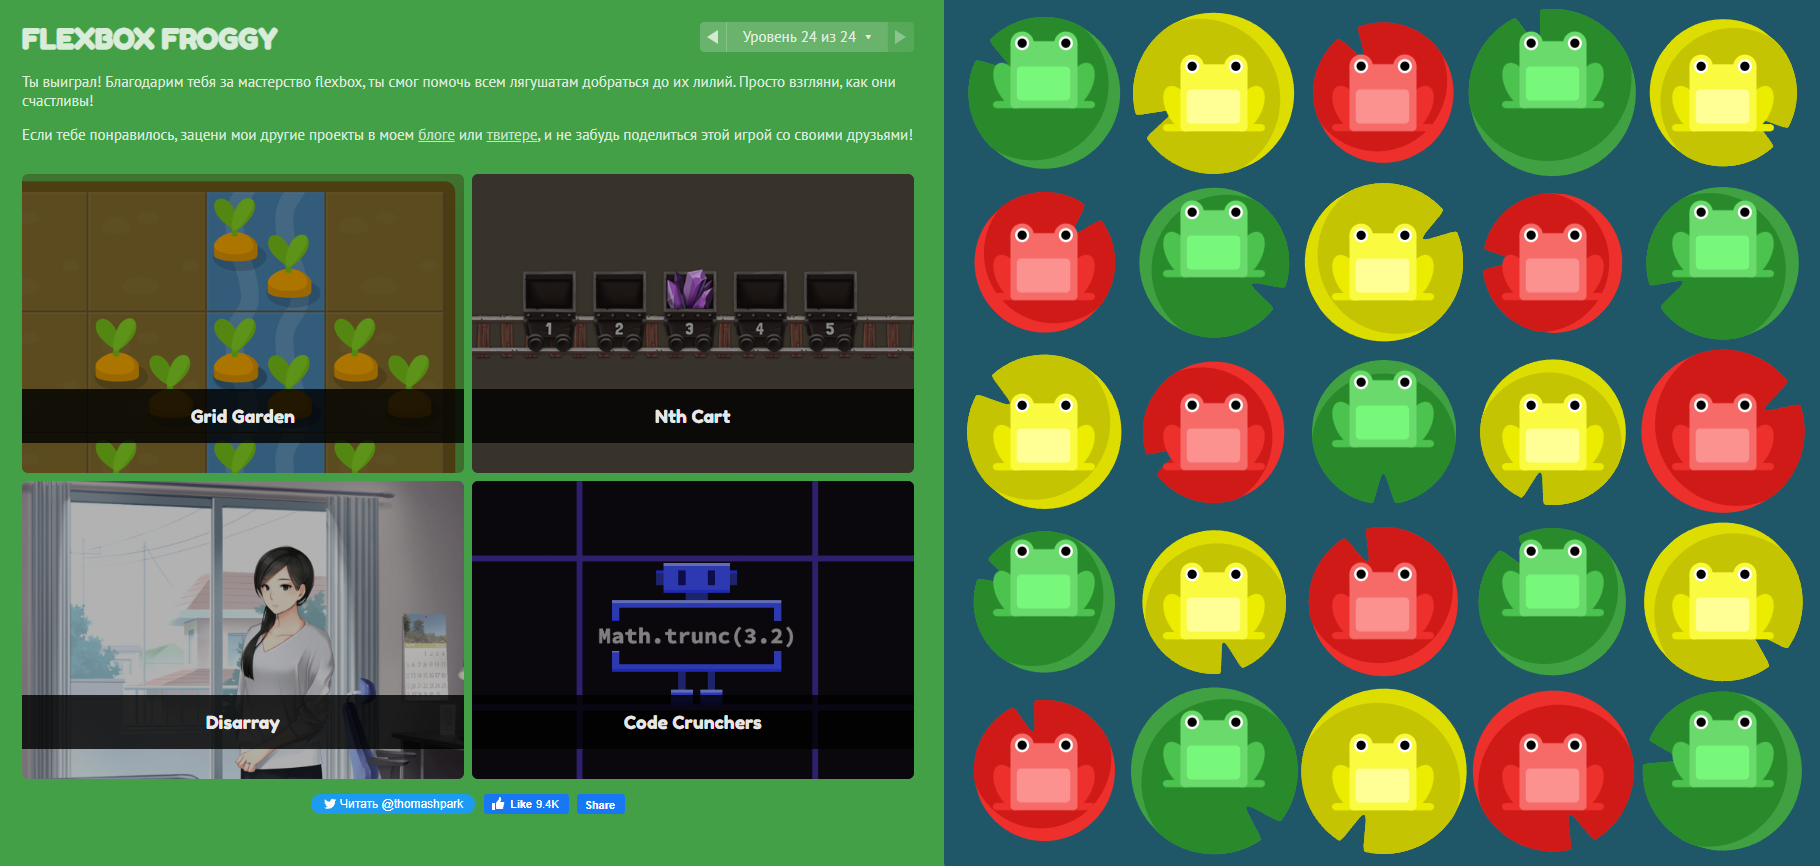 FLEXBOX FROGGY
Уровень 24 из 24
Ты выиграл! Благодарим тебя за мастерство flexbox, ты смог помочь всем лягушатам добраться до их лилий. Просто взгляни, как они
счастливы!
Если тебе понравилось, зацени мои другие проекты в моем блоге или твитере, и не забудь поделиться этой игрой со своими друзьями!
1 2 3 4 5
Grid Garden
Nth Cart
Math.trunc(3.2)
Disarray
Code Crunchers
Читать @thomashpark
Like 9.4K
Share